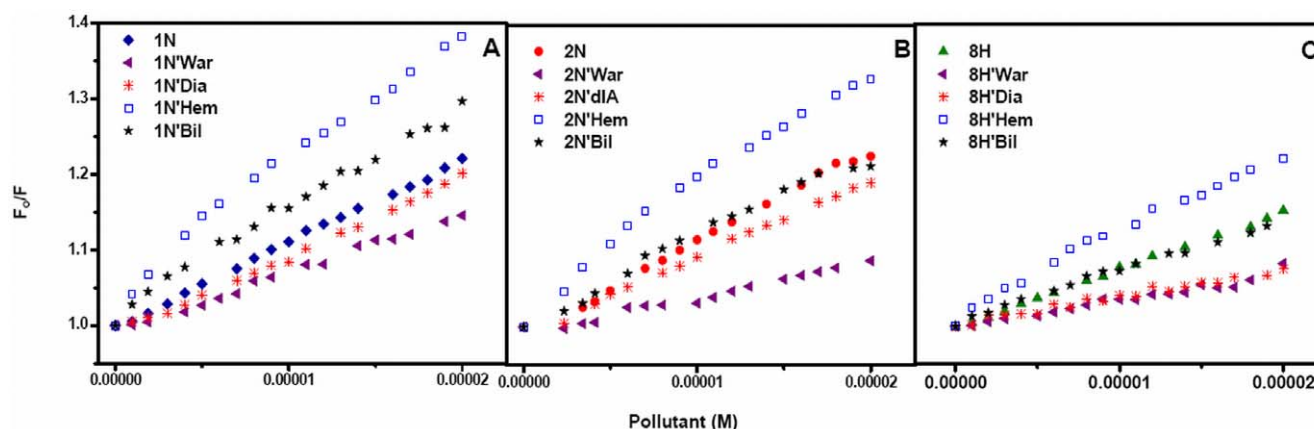 F₀/F
1.4
1.3
1.2
1.1
1.0
A
1N
1N'War
1N'Dia
1N'Hem
1N'Bil
0.00000
0.00001
0.00002
B
2N
2N'War
2N'dIA
2N'Hem
2N'Bil
0.00000
0.00001
0.00002
C
8H
8H'War
8H'Dia
8H'Hem
8H'Bil
0.00000
0.00001
0.00002
Pollutant (M)